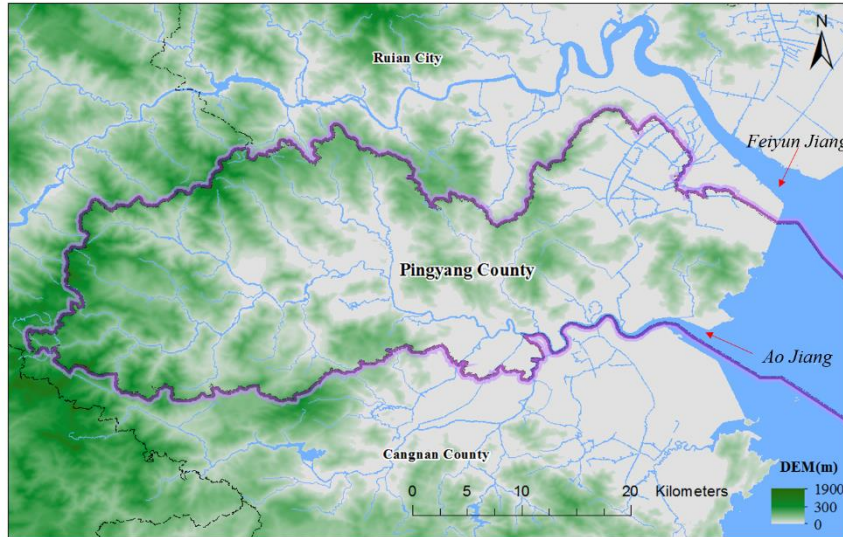 N
Ruian City
Feiyun Jiang
Pingyang County
Ao Jiang
Cangnan County
DEM(m)
1900
300
0
0 5 10 20 Kilometers